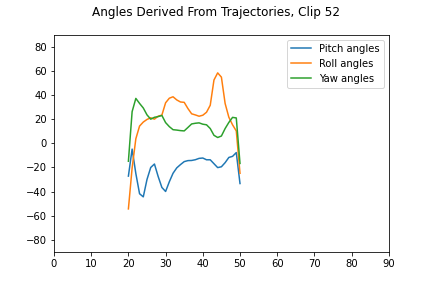 Angles Derived From Trajectories, Clip 52
Pitch angles
Roll angles
Yaw angles
80
60
40
20
0
−20
−40
−60
−80
0 10 20 30 40 50 60 70 80 90